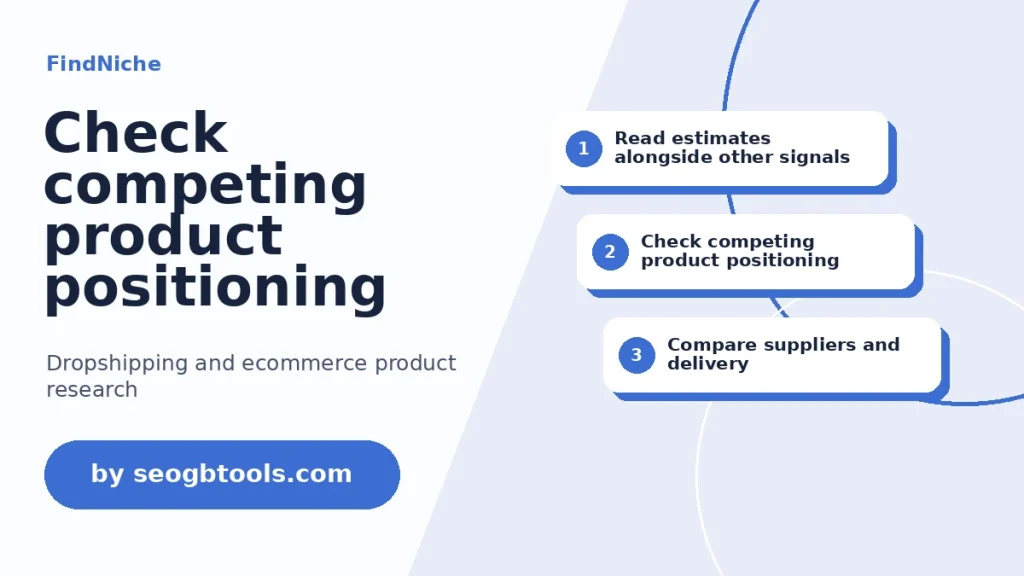 FindNiche
Check
competing
product
positioning
Dropshipping and ecommerce product
research
by seogbtools.com
1
Read estimates
alongside other signals
2
Check competing
product positioning
3
Compare suppliers and
delivery